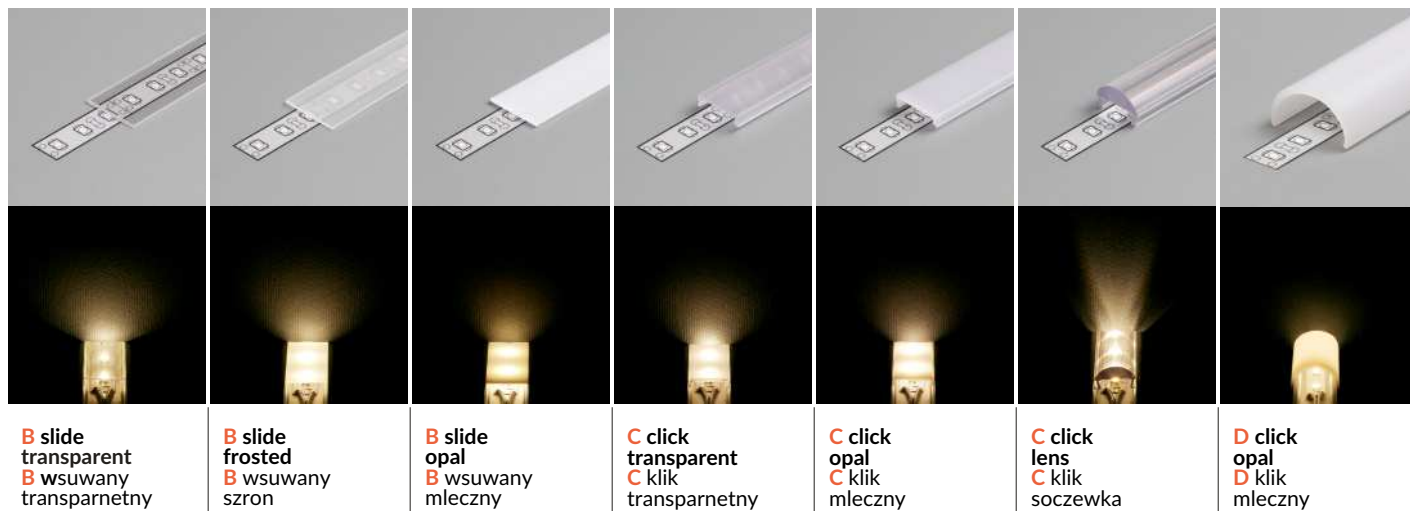 B slide
transparent
B wsuwany
transparnetny
B slide
frosted
B wsuwany
szron
B slide
opal
B wsuwany
mleczny
C click
transparent
C klik
transparnetny
C click
opal
C klik
mleczny
C click
lens
C klik
soczewka
D click
opal
D klik
mleczny